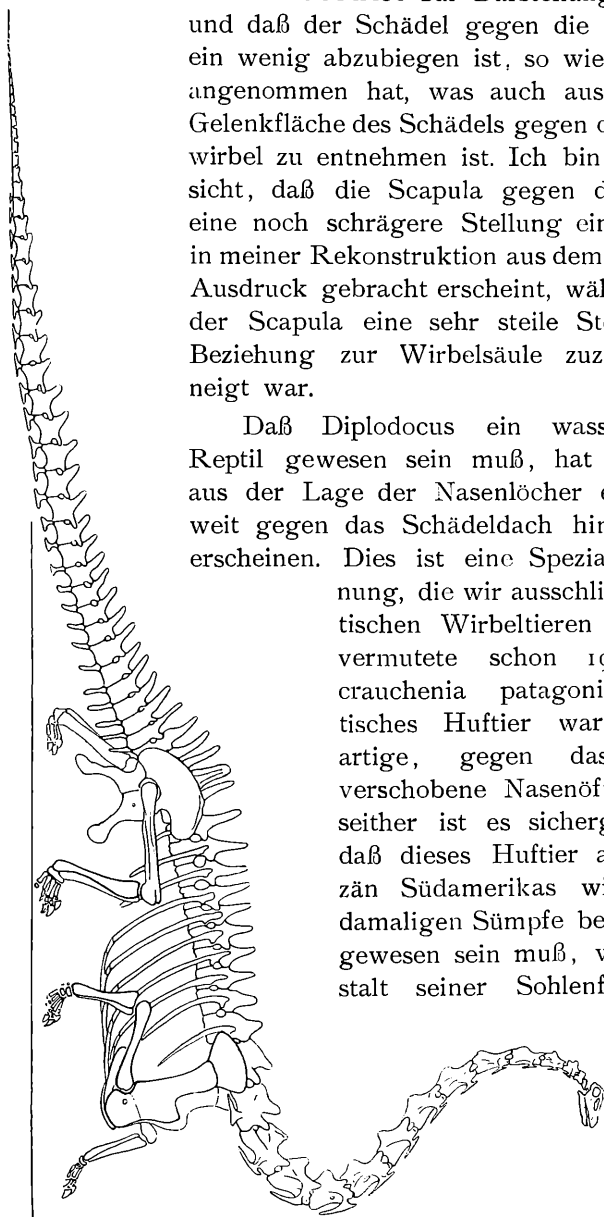 und daß der Schädel gegen die
ein wenig abzubiegen ist, so wie
angenommen hat, was auch aus
Gelenkfläche des Schädels gegen
wirbel zu entnehmen ist. Ich bin
sicht, daß die Scapula gegen d
eine noch schrägere Stellung ein
in meiner Rekonstruktion aus dem
Ausdruck gebracht erscheint, wäh
der Scapula eine sehr steile St
Beziehung zur Wirbelsäule zuz
neigt war.
Daß Diplodocus ein wass
Reptil gewesen sein muß, hat
aus der Lage der Nasenlöcher e
weit gegen das Schädeldach hin
erscheinen. Dies ist eine Spezia
nung, die wir ausschli
tischen Wirbeltieren
vermutete schon 19
crauchenia patagoni
tisches Huftier war
artige, gegen das
verschobene Nasenöf
seither ist es sicherg
daß dieses Huftier a
zän Südamerikas wi
damaligen Sümpfe be
gewesen sein muß, v
stalt seiner Sohlenf